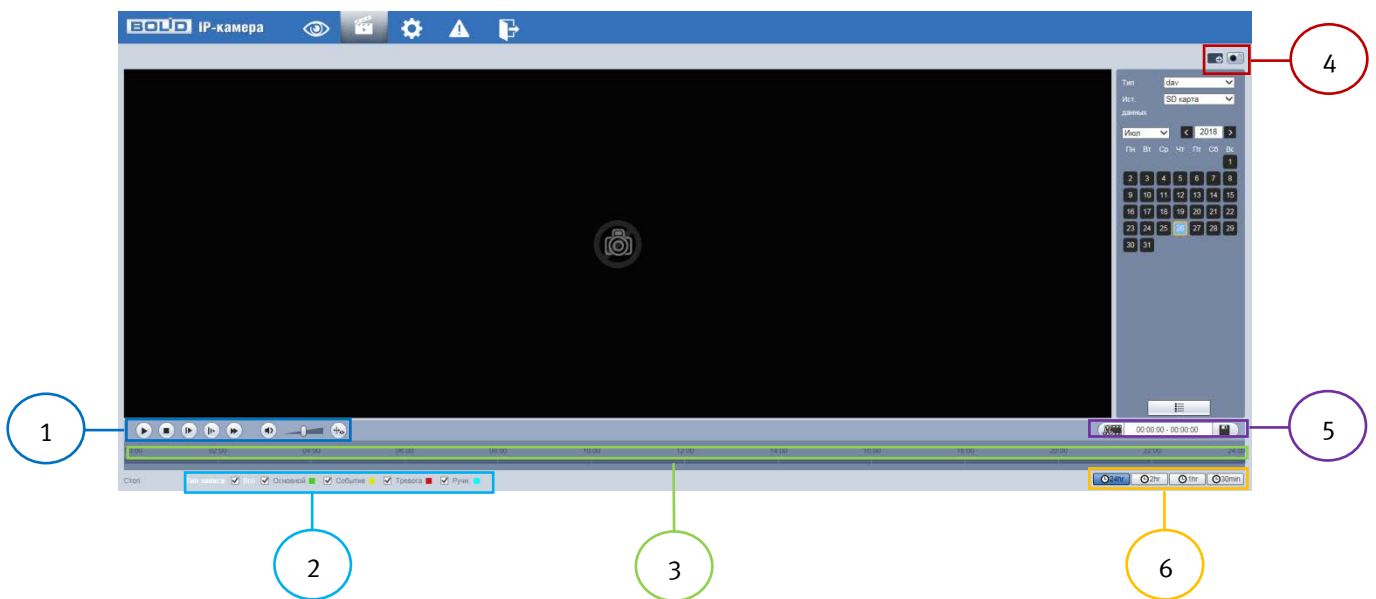 BOLID IP-камера
4
Тип dav
Ист. данных SD карта
Июл 2018
Пн Вт Ср Чт Пт Сб Вс
1
2 3 4 5 6 7 8
9 10 11 12 13 14 15
16 17 18 19 20 21 22
23 24 25 26 27 28 29
30 31
1
00:00:00 - 00:00:00
5
0:00 02:00 04:00 06:00 08:00 10:00 12:00 14:00 16:00 18:00 20:00 22:00 24:00
Стоп Тип записи Все Основной Событие Тревога Ручн
24hr 2hr 1hr 30min
2
3
6